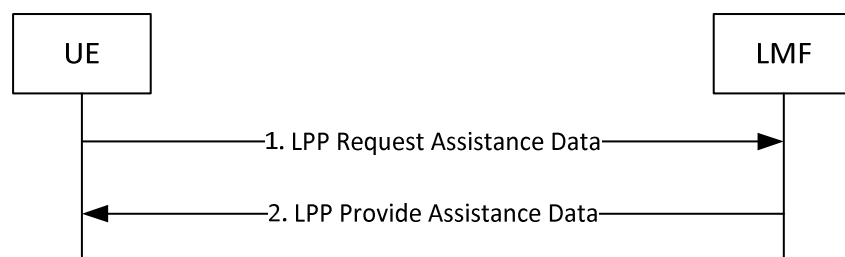 UE
LMF
1. LPP Request Assistance Data
2. LPP Provide Assistance Data